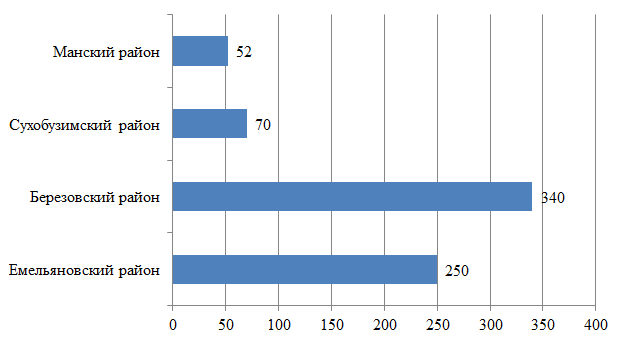 Манский район 52
Сухобузимский район 70
Березовский район 340
Емельяновский район 250
0 50 100 150 200 250 300 350 400